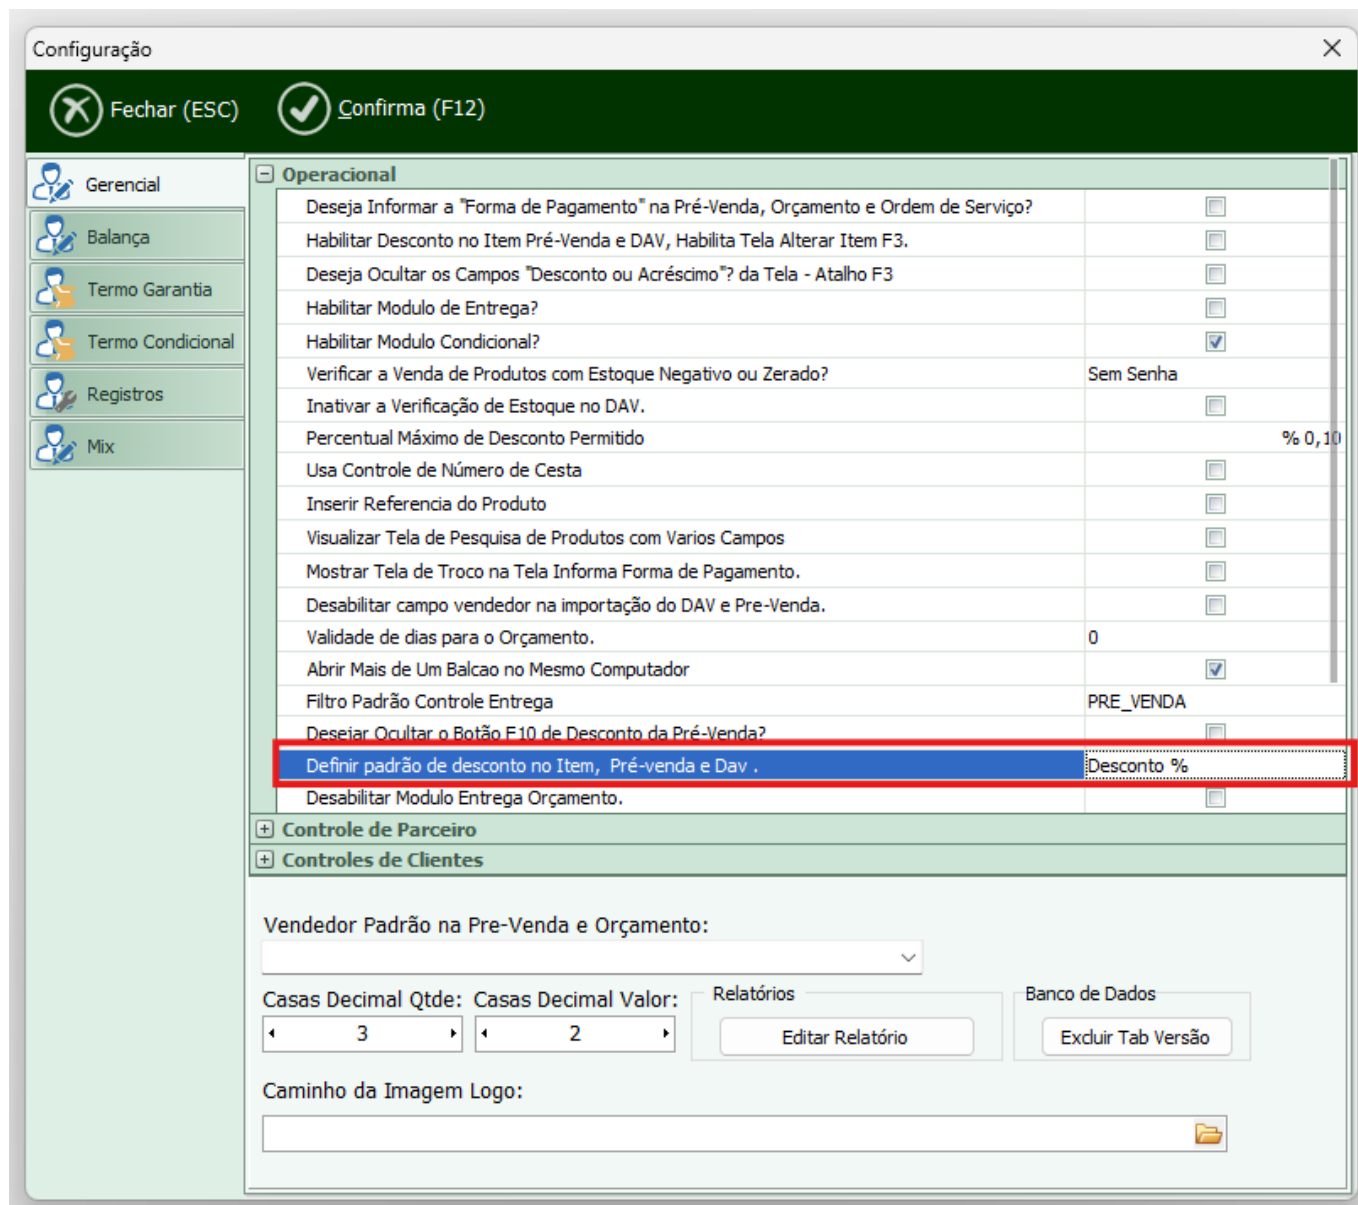 Configuração
Fechar (ESC)
Confirma (F12)
Gerencial
Balança
Termo Garantia
Termo Condicional
Registros
Mix
Operacional
Deseja Informar a "Forma de Pagamento" na Pré-Venda, Orçamento e Ordem de Serviço?
Habilitar Desconto no Item Pré-Venda e DAV, Habilita Tela Alterar Item F3.
Deseja Ocultar os Campos "Desconto ou Acréscimo"? da Tela - Atalho F3
Habilitar Modulo de Entrega?
Habilitar Modulo Condicional?
Verificar a Venda de Produtos com Estoque Negativo ou Zerado? Sem Senha
Inativar a Verificação de Estoque no DAV.
Percentual Máximo de Desconto Permitido % 0,10
Usa Controle de Número de Cesta
Inserir Referencia do Produto
Visualizar Tela de Pesquisa de Produtos com Varios Campos
Mostrar Tela de Troco na Tela Informa Forma de Pagamento.
Desabilitar campo vendedor na importação do DAV e Pre-Venda.
Validade de dias para o Orçamento. 0
Abrir Mais de Um Balcao no Mesmo Computador
Filtro Padrão Controle Entrega PRE_VENDA
Desejar Ocultar o Botão F10 de Desconto da Pré-Venda?
Definir padrão de desconto no Item, Pré-venda e Dav . Desconto %
Desabilitar Modulo Entrega Orçamento.
Controle de Parceiro
Controles de Clientes
Vendedor Padrão na Pre-Venda e Orçamento:
Casas Decimal Qtde: Casas Decimal Valor: Relatórios Banco de Dados
3 2 Editar Relatório Excluir Tab Versão
Caminho da Imagem Logo: